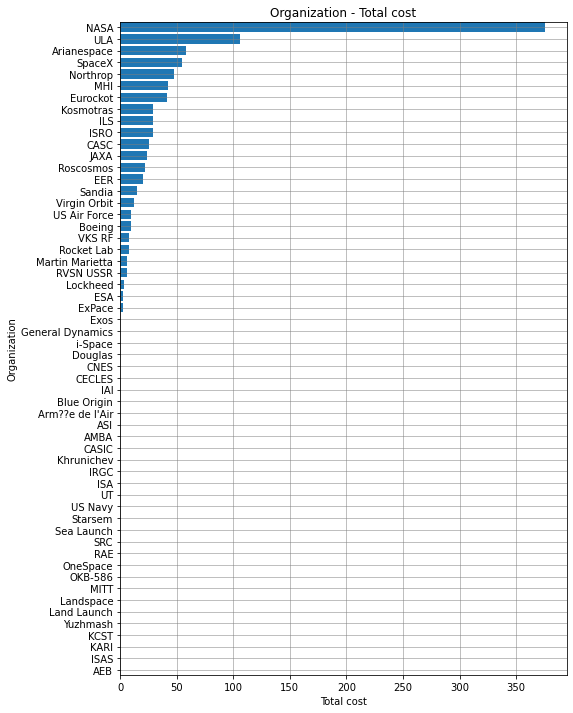 Organization - Total cost
NASA
ULA
Arianespace
SpaceX
Northrop
MHI
Eurockot
Kosmotras
ILS
ISRO
CASC
JAXA
Roscosmos
EER
Sandia
Virgin Orbit
US Air Force
Boeing
VKS RF
Rocket Lab
Martin Marietta
RVSN USSR
Lockheed
ESA
ExPace
Exos
General Dynamics
i-Space
Douglas
CNES
CECLES
IAI
Blue Origin
Arm??e de l'Air
ASI
AMBA
CASIC
Khrunichev
IRGC
ISA
UT
US Navy
Starsem
Sea Launch
SRC
RAE
OneSpace
OKB-586
MITT
Landspace
Land Launch
Yuzhmash
KCST
KARI
ISAS
AEB
Organization
0 50 100 150 200 250 300 350
Total cost